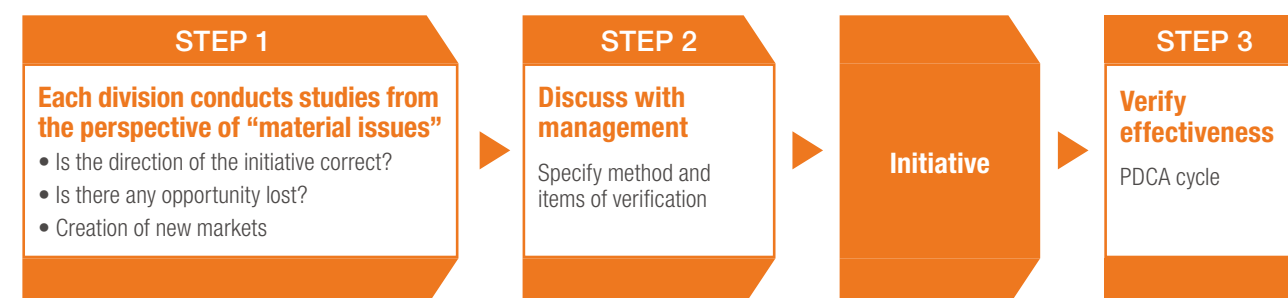 STEP 1
Each division conducts studies from
the perspective of “material issues”
• Is the direction of the initiative correct?
• Is there any opportunity lost?
• Creation of new markets
STEP 2
Discuss with
management
Specify method and
items of verification
Initiative
STEP 3
Verify
effectiveness
PDCA cycle